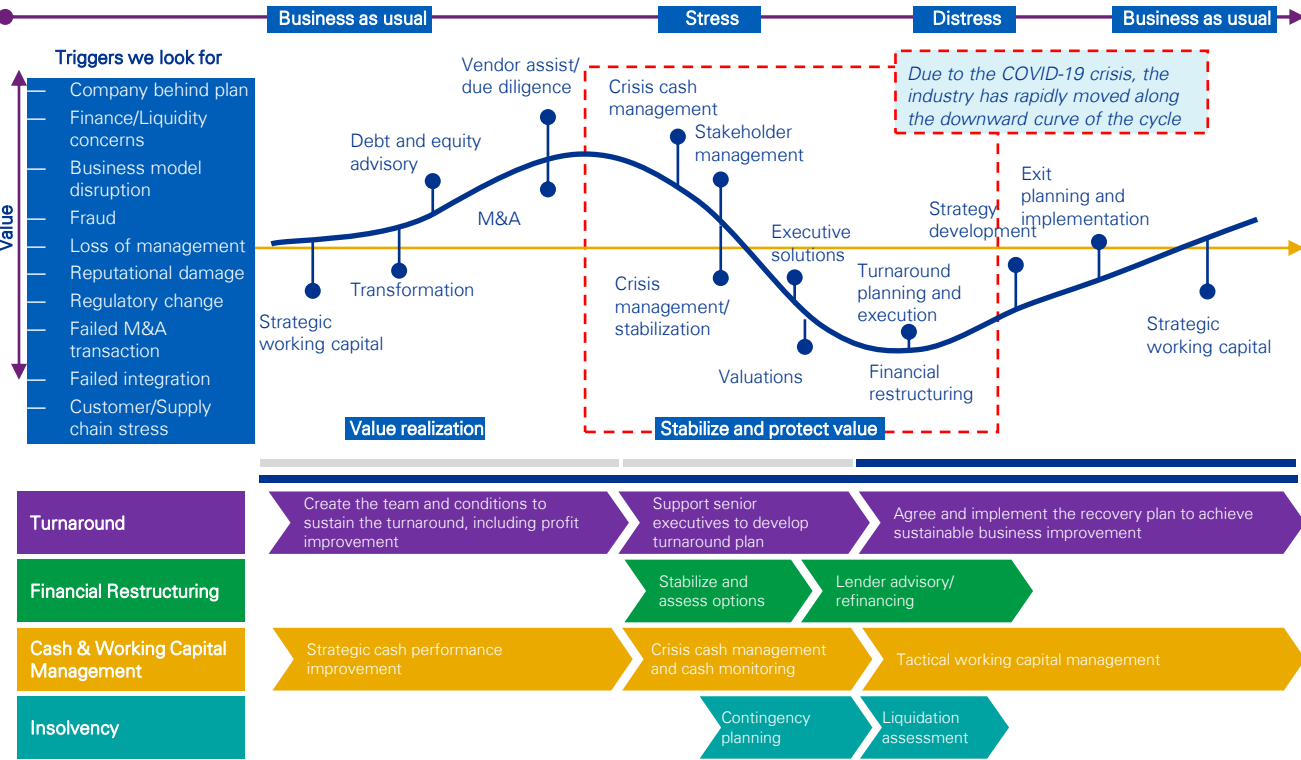 Business as usual
Stress
Distress
Business as usual
Triggers we look for
Value
Company behind plan
Finance/Liquidity
concerns
Business model
disruption
Fraud
Loss of management
Reputational damage
Regulatory change
Failed M&A
transaction
Failed integration
Customer/Supply
chain stress
Strategic
working capital
Transformation
Debt and equity
advisory
Vendor assist/
due diligence
M&A
Crisis cash
management
Stakeholder
management
Crisis
management/
stabilization
Executive
solutions
Valuations
Turnaround
planning and
execution
Financial
restructuring
Strategy
development
Exit
planning and
implementation
Strategic
working capital
Due to the COVID-19 crisis, the
industry has rapidly moved along
the downward curve of the cycle
Value realization
Stabilize and protect value
Turnaround
Create the team and conditions to
sustain the turnaround, including profit
improvement
Support senior
executives to develop
turnaround plan
Agree and implement the recovery plan to achieve
sustainable business improvement
Financial Restructuring
Stabilize and
assess options
Lender advisory/
refinancing
Cash & Working Capital
Management
Strategic cash performance
improvement
Crisis cash management
and cash monitoring
Tactical working capital management
Insolvency
Contingency
planning
Liquidation
assessment